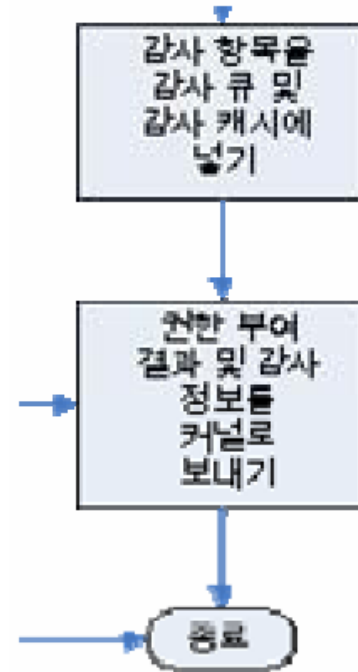 감사 항목을
감사 큐 및
감사 캐시에
넣기
권한 부여
결과 및 감사
정보를
커널로
보내기
종료